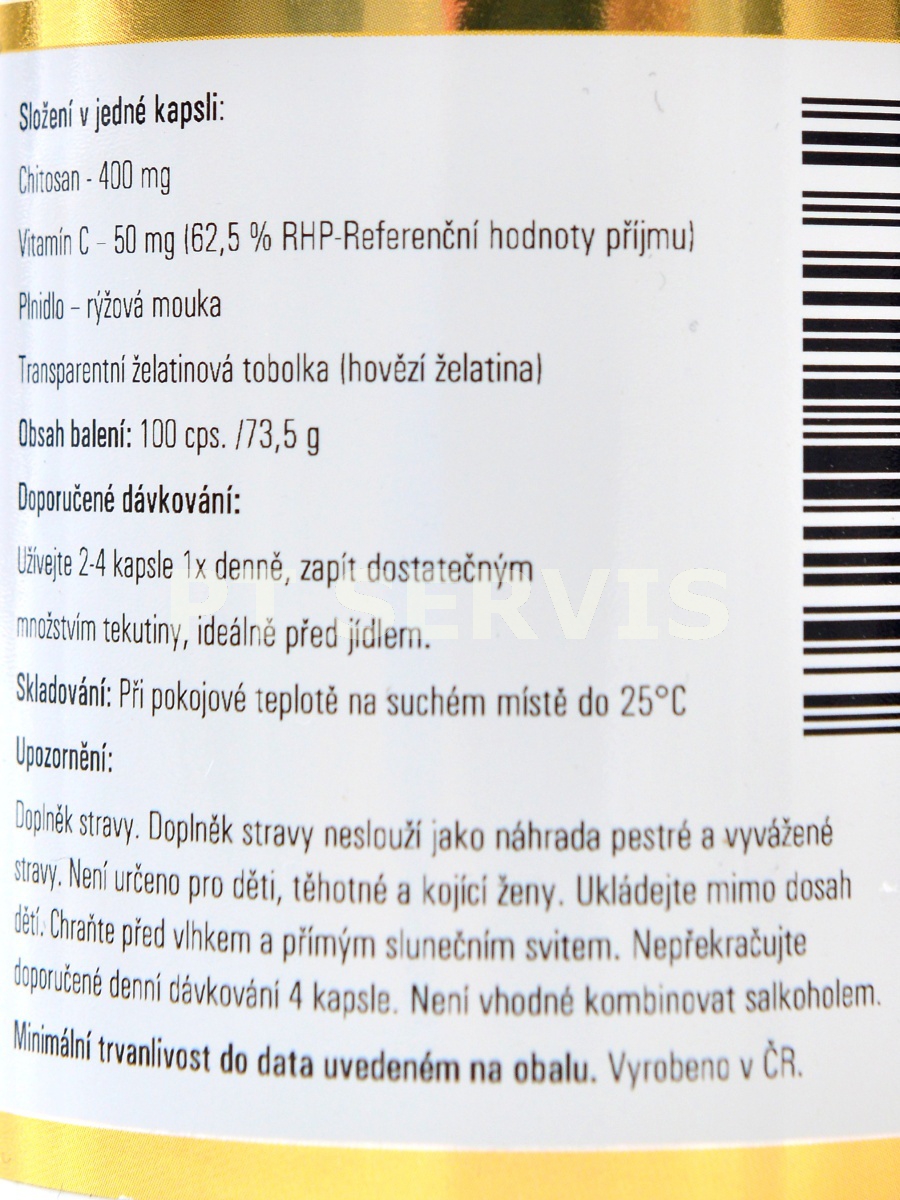 Složení v jedné kapsli:
Chitosan - 400 mg
Vitamín C – 50 mg (62,5 % RHP-Referenční hodnoty příjmu)
Plnidlo – rýžová mouka
Transparentní želatinová tobolka (hovězí želatina)
Obsah balení: 100 cps. /73,5 g
Doporučené dávkování:
Užívejte 2-4 kapsle 1x denně, zapít dostatečným
PT SERVIS
množstvím tekutiny, ideálně před jídlem.
Skladování: Při pokojové teplotě na suchém místě do 25°C
Upozornění:
Doplněk stravy. Doplněk stravy neslouží jako náhrada pestré a vyvážené
stravy. Není určeno pro děti, těhotné a kojící ženy. Ukládejte mimo dosah
dětí. Chraňte před vlhkem a přímým slunečním svitem. Nepřekračujte
doporučené denní dávkování 4 kapsle. Není vhodné kombinovat salkoholem.
Minimální trvanlivost do data uvedeném na obalu. Vyrobeno v ČR.